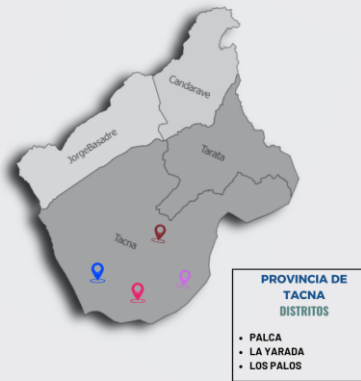 Candarave
JorgeBasadre
Tarata
Tacna
PROVINCIA DE
TACNA
DISTRITOS
• PALCA
• LA YARADA
• LOS PALOS